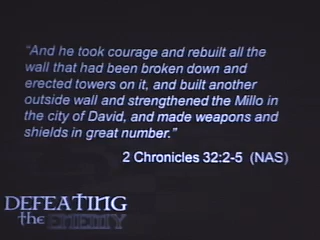 "And he took courage and rebuilt all the
wall that had been broken down and
erected towers on it, and built another
outside wall and strengthened the Millo in
the city of David, and made weapons and
shields in great number."
2 Chronicles 32:2-5 (NAS)
DEFEATING
the ENEMY